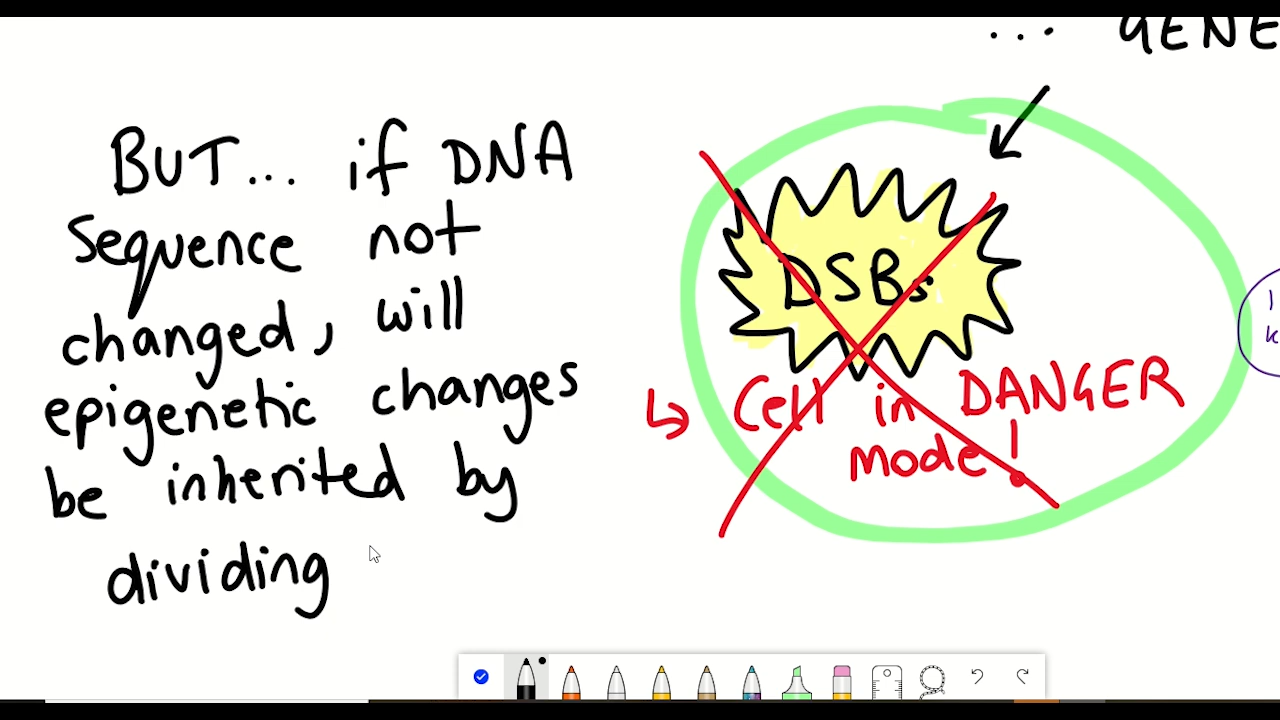 ... GENE
BUT... if DNA
sequence not
changed, will
epigenetic changes
be inherited by
dividing
DSBs
↳ Cell in DANGER
mode!